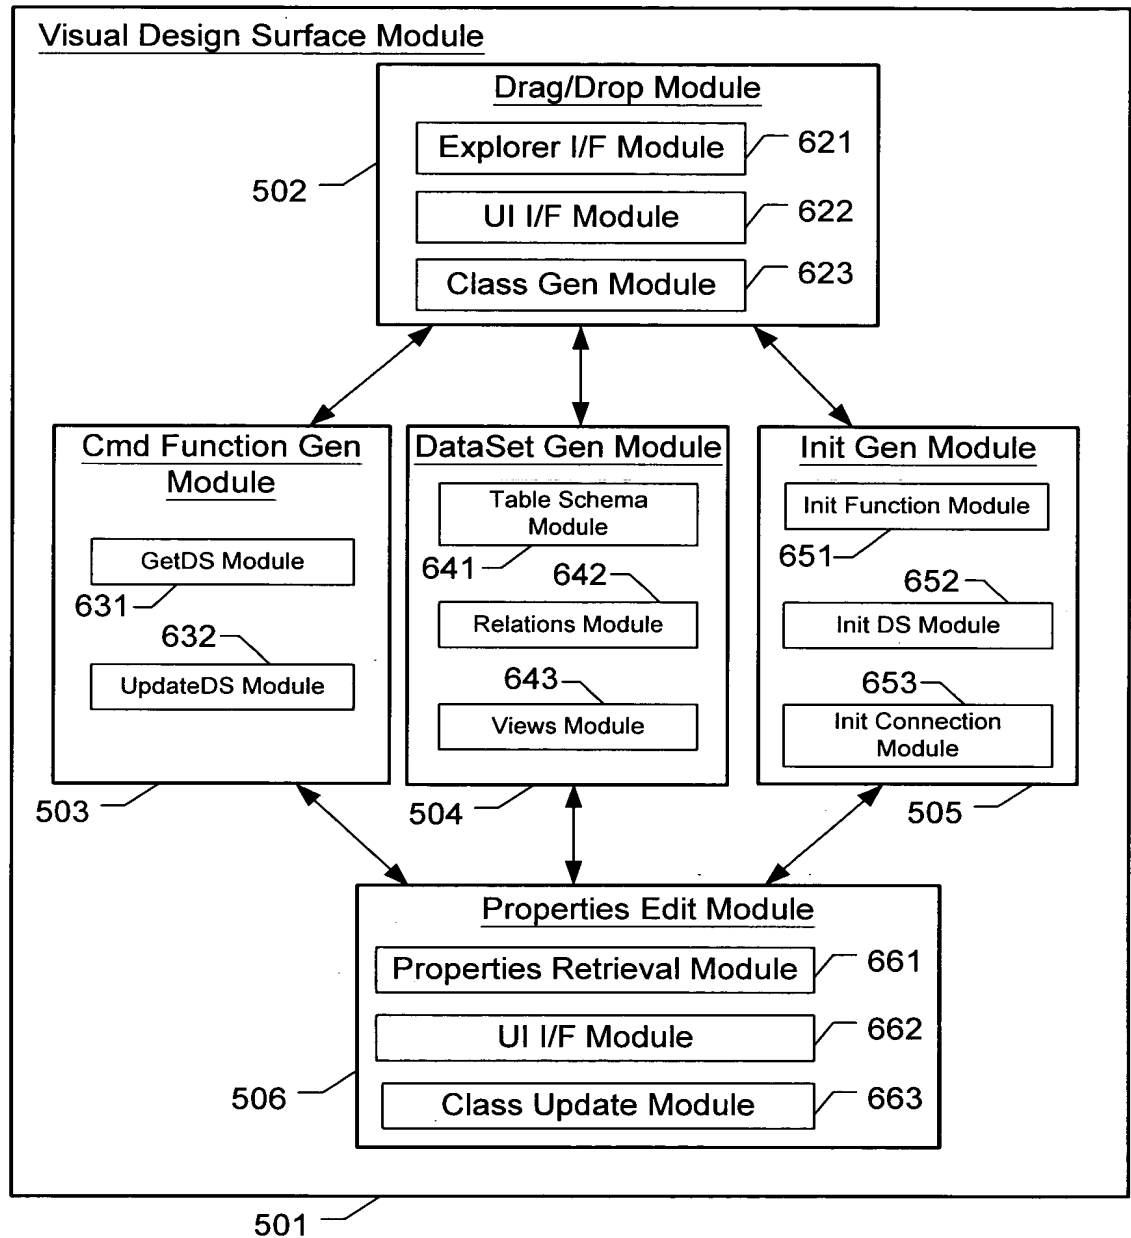 Visual Design Surface Module
Drag/Drop Module
Explorer I/F Module
621
502
UI I/F Module
622
Class Gen Module
623
Cmd Function Gen
Module
GetDS Module
631
632
UpdateDS Module
503
DataSet Gen Module
Table Schema
Module
641
642
Relations Module
643
Views Module
504
Init Gen Module
Init Function Module
651
652
Init DS Module
653
Init Connection
Module
505
Properties Edit Module
Properties Retrieval Module
661
UI I/F Module
662
506
Class Update Module
663
501